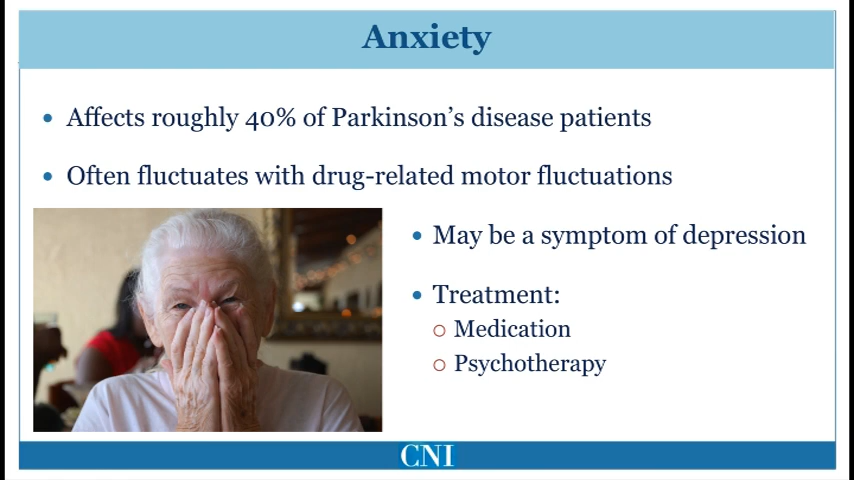 Anxiety
• Affects roughly 40% of Parkinson's disease patients
• Often fluctuates with drug-related motor fluctuations
• May be a symptom of depression
• Treatment:
○ Medication
○ Psychotherapy
CNI